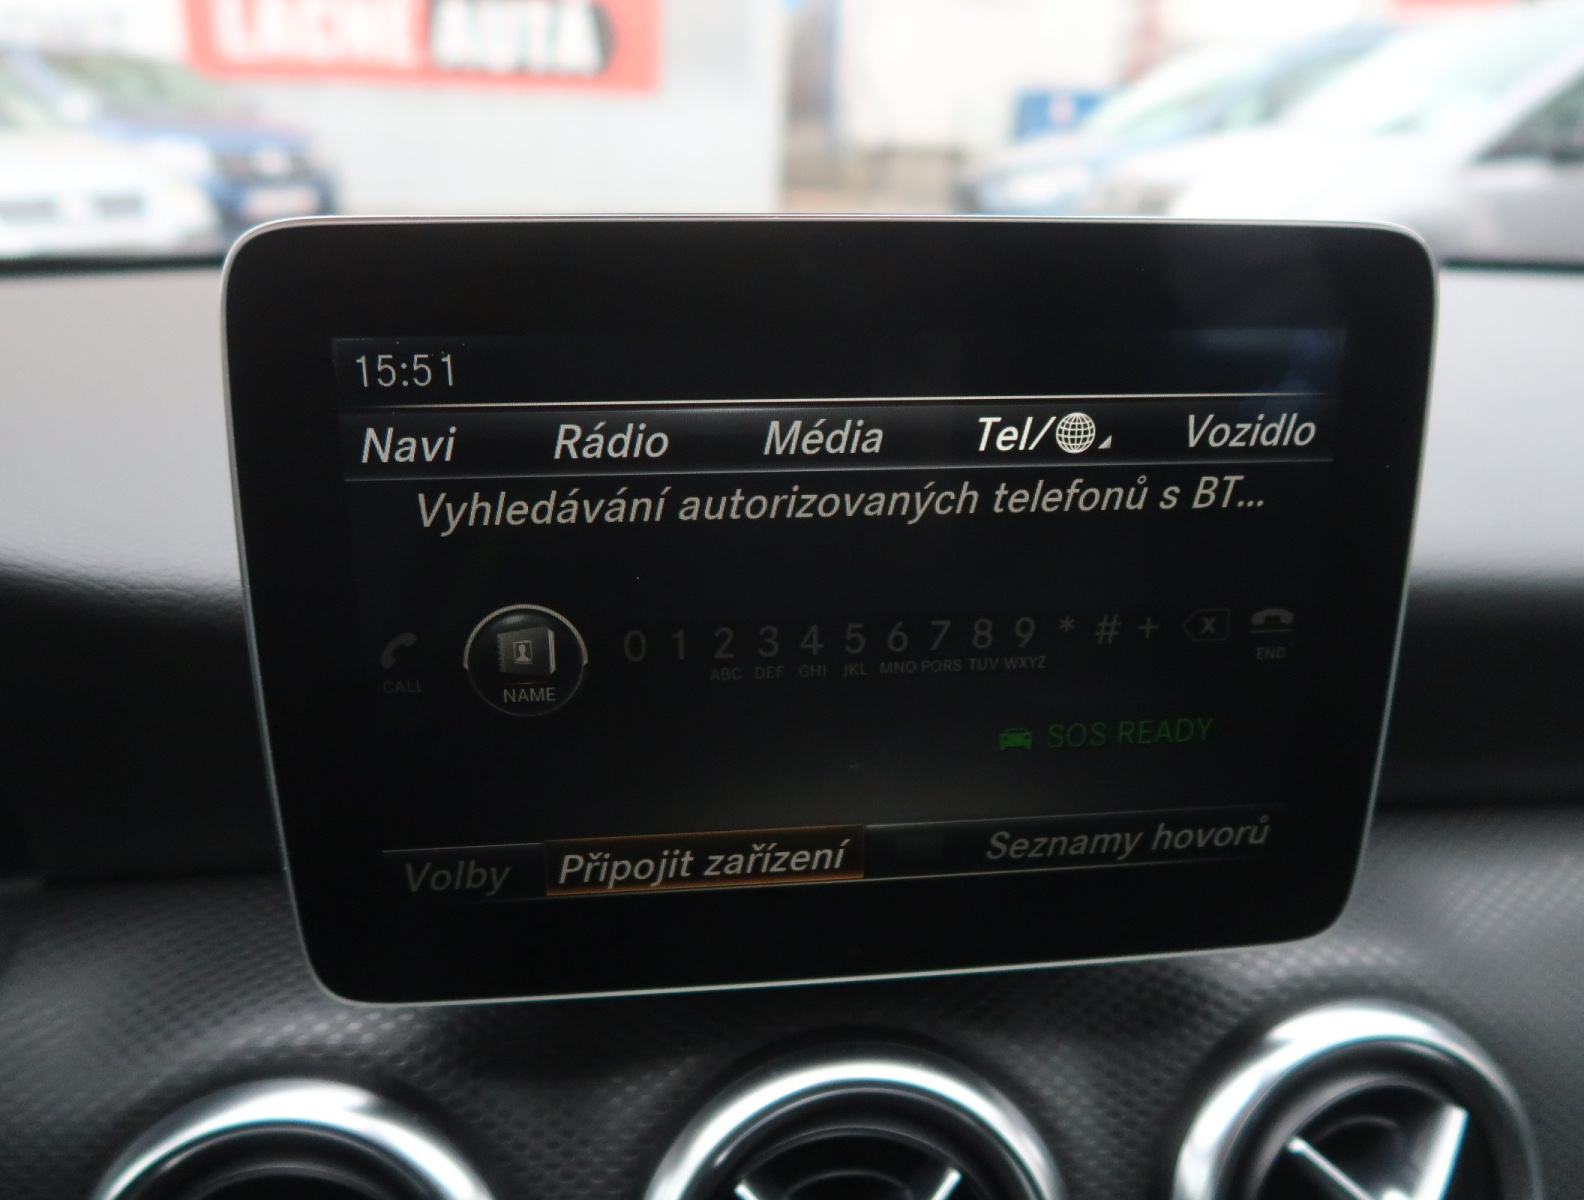 LACNÉ AUTÁ
15:51
Navi Rádio Média Tel/ Vozidlo
Vyhledávání autorizovaných telefonů s BT...
0 1 2 3 4 5 6 7 8 9 * # + X
ABC DEF GHI JKL MNO PQRS TUV WXYZ
CALL NAME END
SOS READY
Volby Připojit zařízení Seznamy hovorů